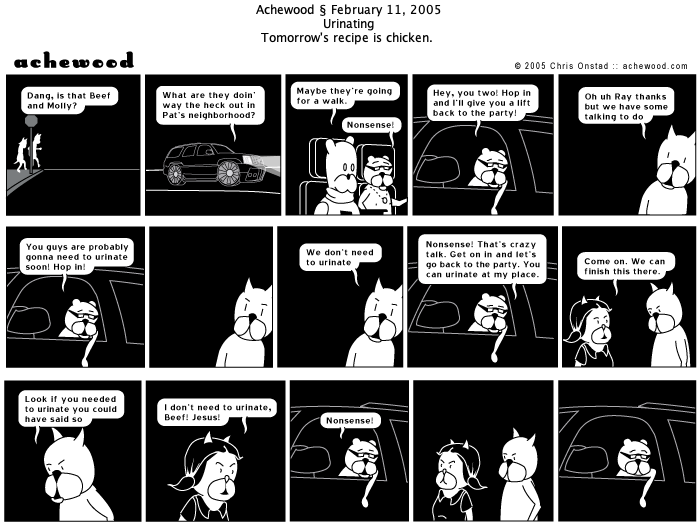 Achewood § February 11, 2005
Urinating
Tomorrow's recipe is chicken.
achewood
© 2005 Chris Onstad :: achewood.com
Dang, is that Beef
and Molly?
What are they doin'
way the heck out in
Pat's neighborhood?
Maybe they're going
for a walk.
Nonsense!
Hey, you two! Hop in
and I'll give you a lift
back to the party!
Oh uh Ray thanks
but we have some
talking to do
You guys are probably
gonna need to urinate
soon! Hop in!
We don't need
to urinate
Nonsense! That's crazy
talk. Get on in and let's
go back to the party. You
can urinate at my place.
Come on. We can
finish this there.
Look if you needed
to urinate you could
have said so
I don't need to urinate,
Beef! Jesus!
Nonsense!